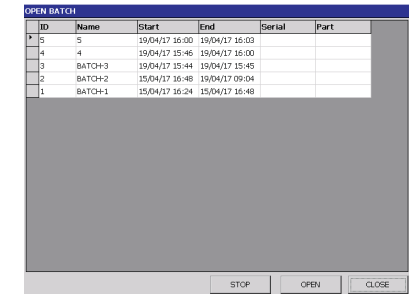 OPEN BATCH
ID Name Start End Serial Part
5 5 19/04/17 16:00 19/04/17 16:03
4 4 19/04/17 15:46 19/04/17 16:00
3 BATCH-3 19/04/17 15:44 19/04/17 15:45
2 BATCH-2 15/04/17 16:48 19/04/17 09:04
1 BATCH-1 15/04/17 16:24 15/04/17 16:48
STOP OPEN CLOSE